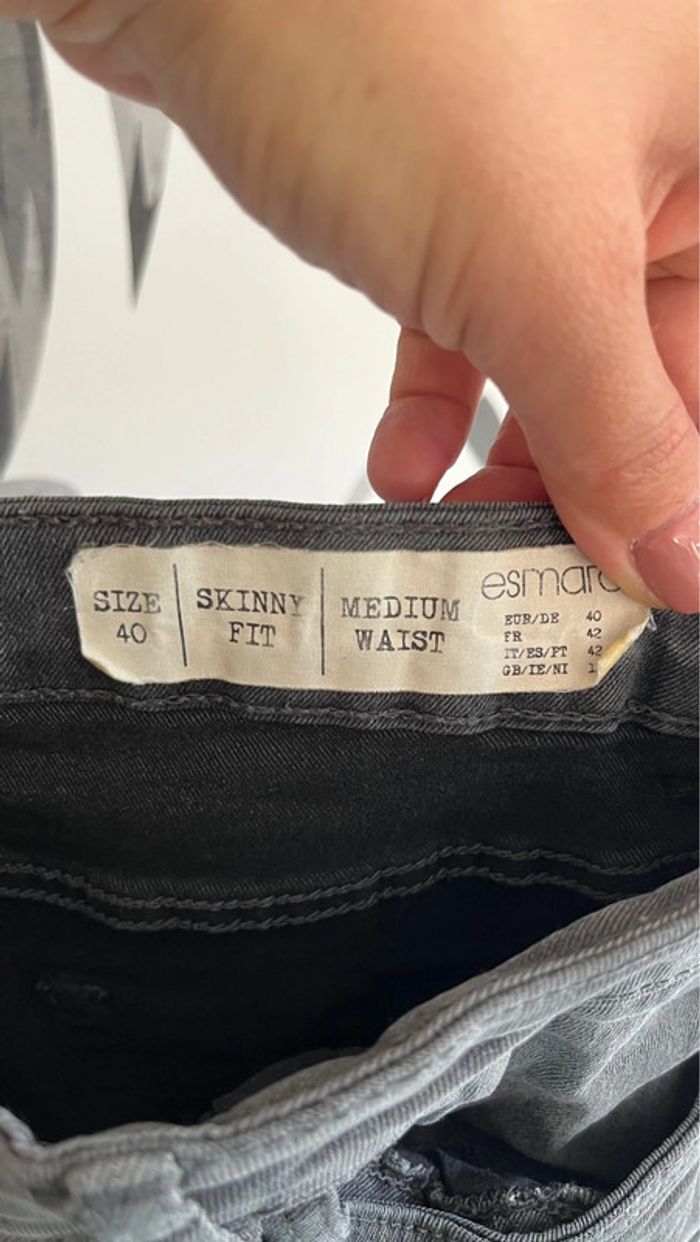 SIZE
40
SKINNY
FIT
MEDIUM
WAIST
EUR/DE 40
FR 42
IT/ES/PT 42
GB/IE/NI